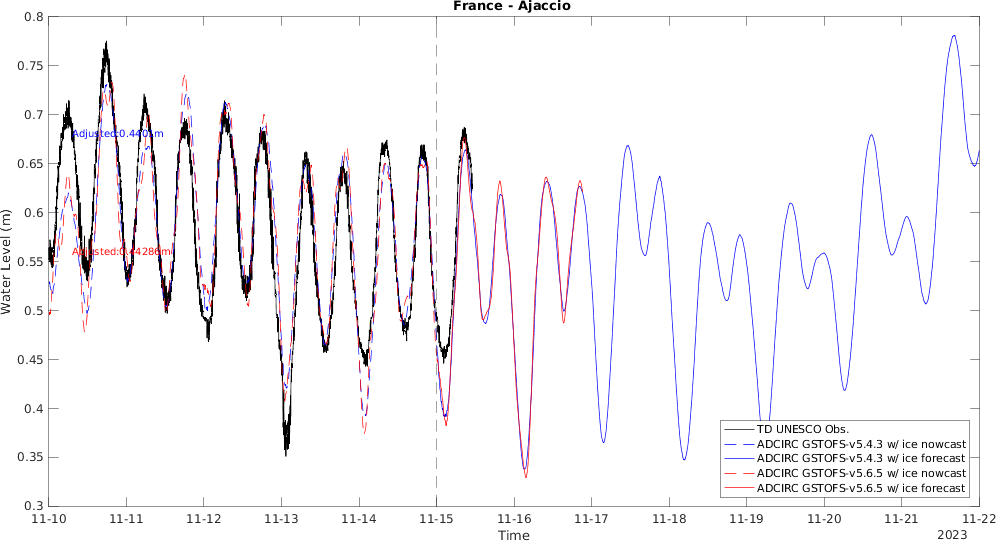 France - Ajaccio
0.8
0.75
0.7
0.65
0.6
0.55
0.5
0.45
0.4
0.35
0.3
Water Level (m)
Adjusted:0.4401m
Adjusted:0.44286m
TD UNESCO Obs.
ADCIRC GSTOFS-v5.4.3 w/ ice nowcast
ADCIRC GSTOFS-v5.4.3 w/ ice forecast
ADCIRC GSTOFS-v5.6.5 w/ ice nowcast
ADCIRC GSTOFS-v5.6.5 w/ ice forecast
11-10 11-11 11-12 11-13 11-14 11-15 11-16 11-17 11-18 11-19 11-20 11-21 11-22
Time
2023